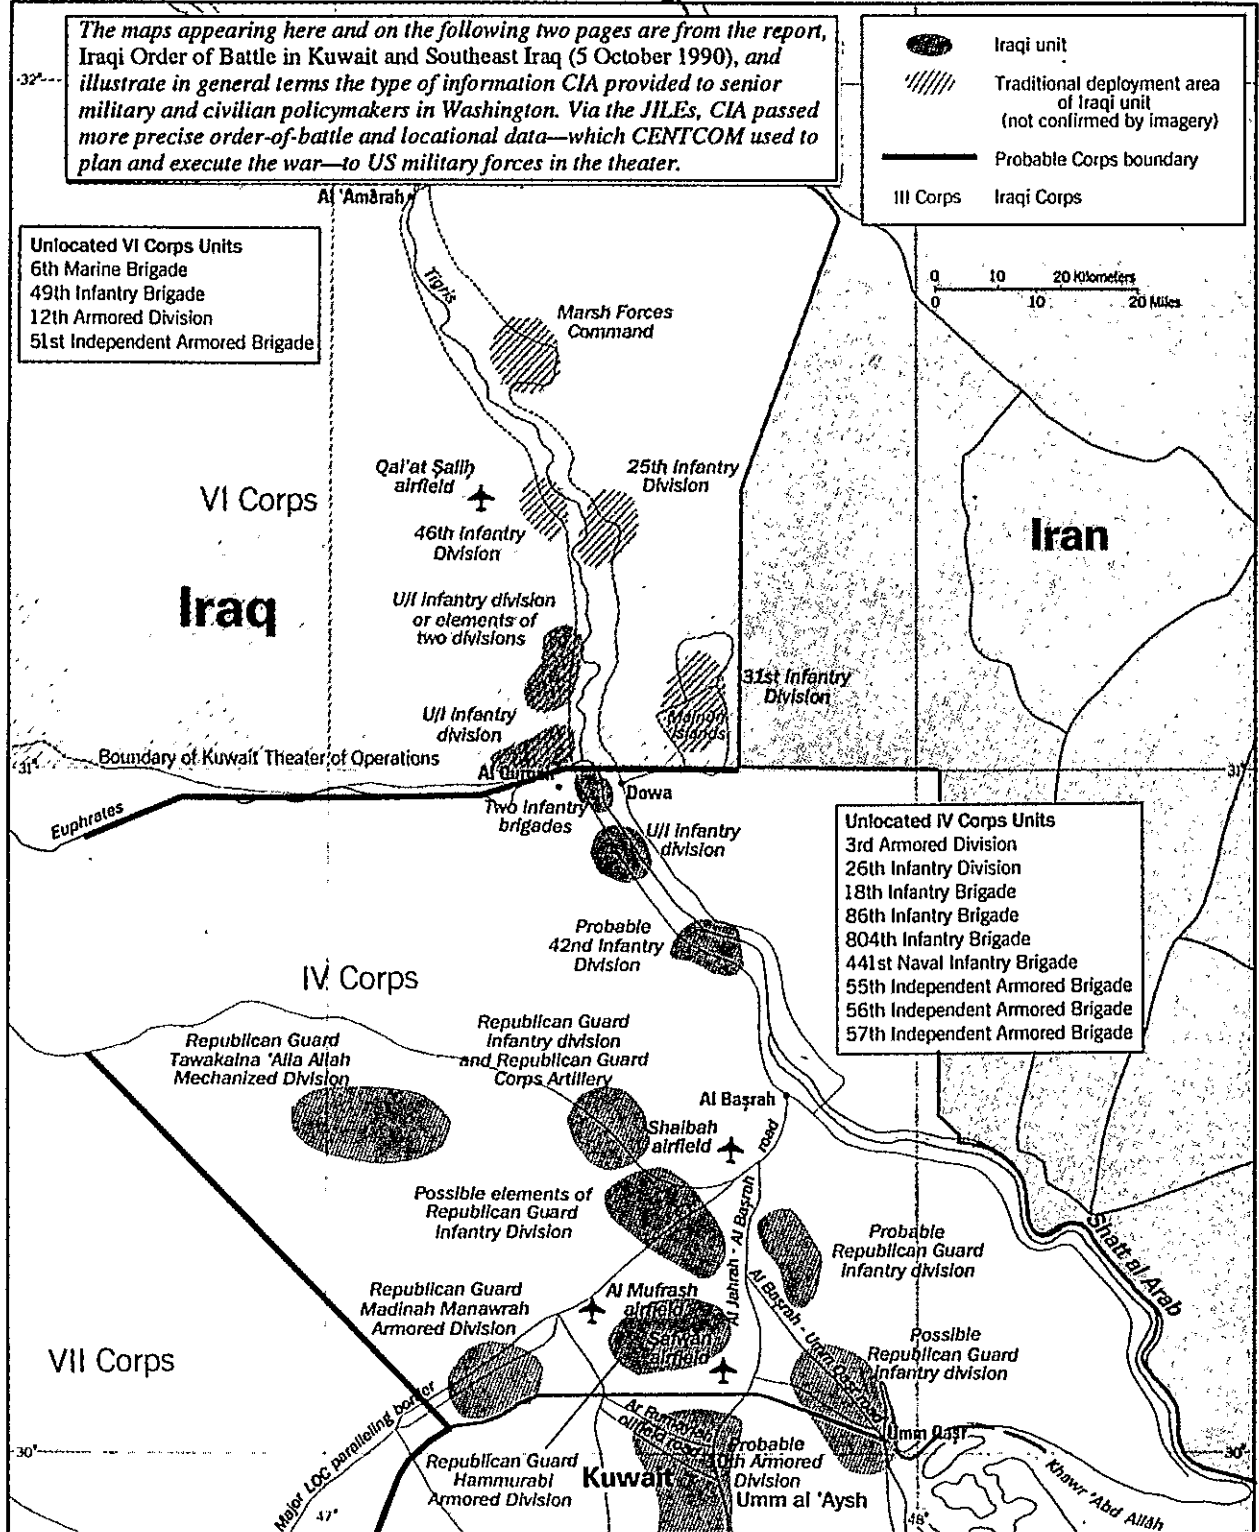 The maps appearing here and on the following two pages are from the report,
Iraqi Order of Battle in Kuwait and Southeast Iraq (5 October 1990), and
illustrate in general terms the type of information CIA provided to senior
military and civilian policymakers in Washington. Via the JILEs, CIA passed
more precise order-of-battle and locational data—which CENTCOM used to
plan and execute the war—to US military forces in the theater.
Iraqi unit
Traditional deployment area
of Iraqi unit
(not confirmed by imagery)
Probable Corps boundary
III Corps Iraqi Corps
32°
0 10 20 Kilometers
0 10 20 Miles
Al 'Amārah
Unlocated VI Corps Units
6th Marine Brigade
49th Infantry Brigade
12th Armored Division
51st Independent Armored Brigade
Tigris
Marsh Forces
Command
Qal'at Şāliḩ
airfield
25th Infantry
Division
VI Corps
46th Infantry
Division
Iran
Iraq
U/I Infantry division
or elements of
two divisions
31st Infantry
Division
Majnun
Islands
U/I Infantry
division
Boundary of Kuwait Theater of Operations
31°
31°
Al Qurnah
Euphrates
Two Infantry
brigades
Dowa
U/I Infantry
division
Unlocated IV Corps Units
3rd Armored Division
26th Infantry Division
18th Infantry Brigade
86th Infantry Brigade
804th Infantry Brigade
441st Naval Infantry Brigade
55th Independent Armored Brigade
56th Independent Armored Brigade
57th Independent Armored Brigade
Probable
42nd Infantry
Division
IV Corps
Republican Guard
Tawakalna 'Alla Allah
Mechanized Division
Republican Guard
Infantry division
and Republican Guard
Corps Artillery
Al Başrah
Shaibah
airfield
road
Al Jahrah - Al Başrah
Possible elements of
Republican Guard
Infantry Division
Probable
Republican Guard
Infantry division
Shatt al Arab
Al Başrah - Umm Qasr road
Republican Guard
Madinah Manawrah
Armored Division
Al Mufrash
airfield
Safwan
airfield
Possible
Republican Guard
Infantry division
VII Corps
Major LOC paralleling border
Ar Rumaylah
oilfield road
Umm Qaşr
30°
30°
Republican Guard
Hammurabi
Armored Division
Kuwait
Probable
10th Armored
Division
Umm al 'Aysh
Khawr 'Abd Allāh
47°
48°